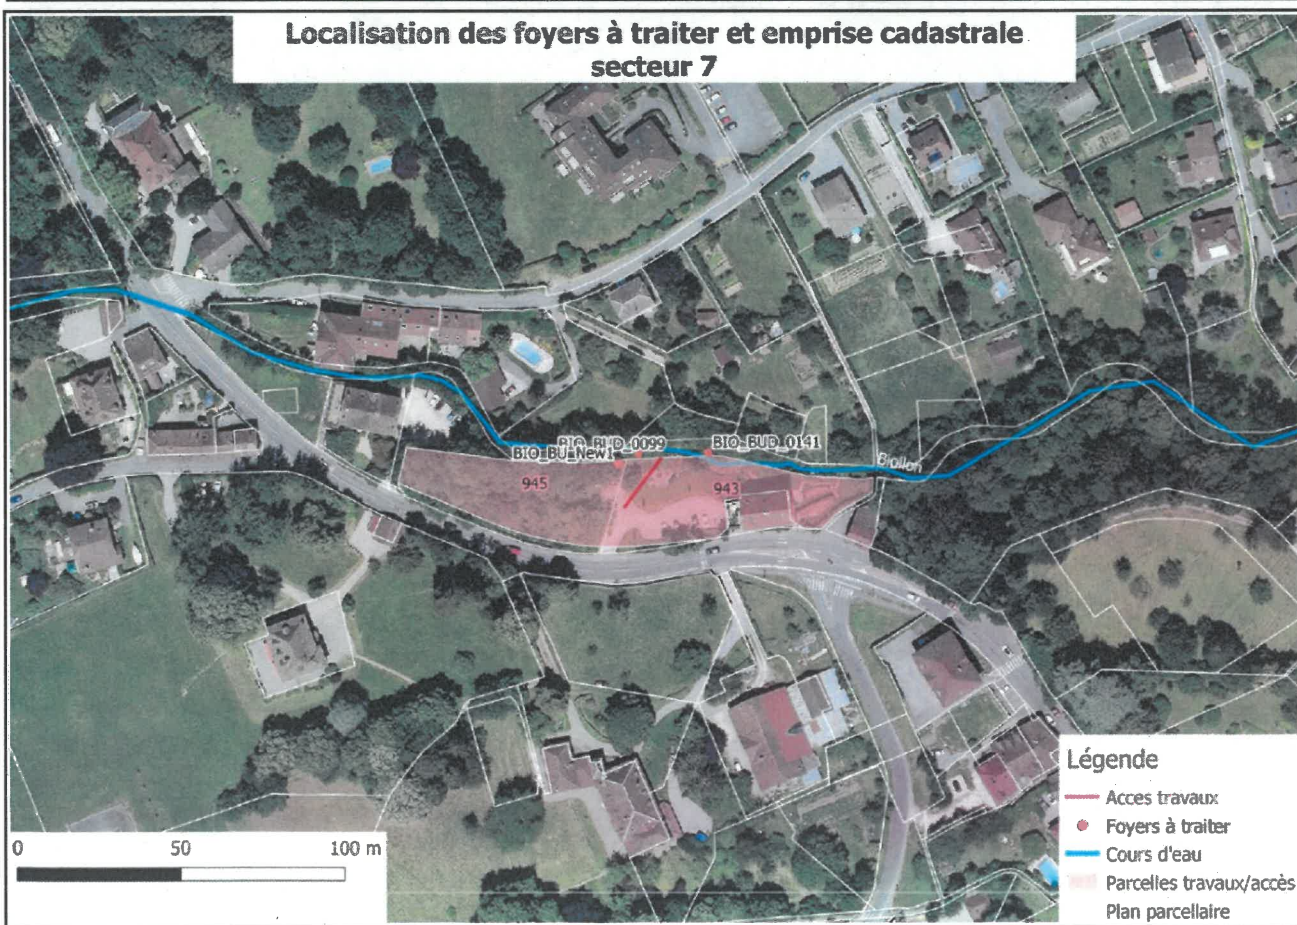 Localisation des foyers à traiter et emprise cadastrale
secteur 7
BIO_BUD_0099
BIO_BUD_0141
BIO_BU_New1
Biollon
945
943
Légende
Acces travaux
Foyers à traiter
Cours d'eau
Parcelles travaux/accès
Plan parcellaire
0 50 100 m